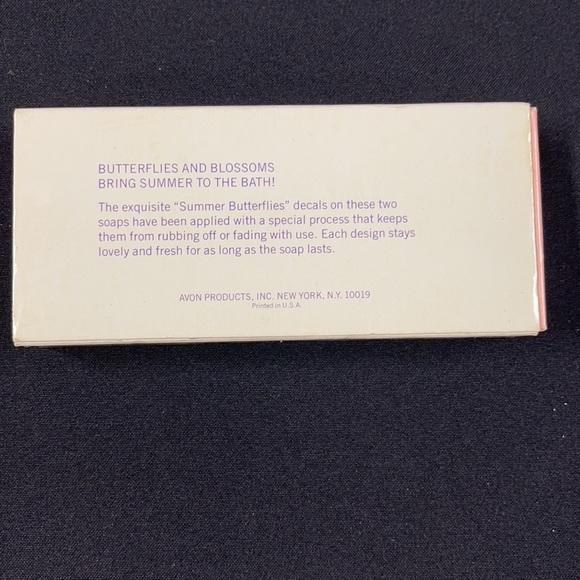 BUTTERFLIES AND BLOSSOMS
BRING SUMMER TO THE BATH!
The exquisite “Summer Butterflies” decals on these two
soaps have been applied with a special process that keeps
them from rubbing off or fading with use. Each design stays
lovely and fresh for as long as the soap lasts.
AVON PRODUCTS, INC. NEW YORK, N.Y. 10019
Printed in U.S.A.